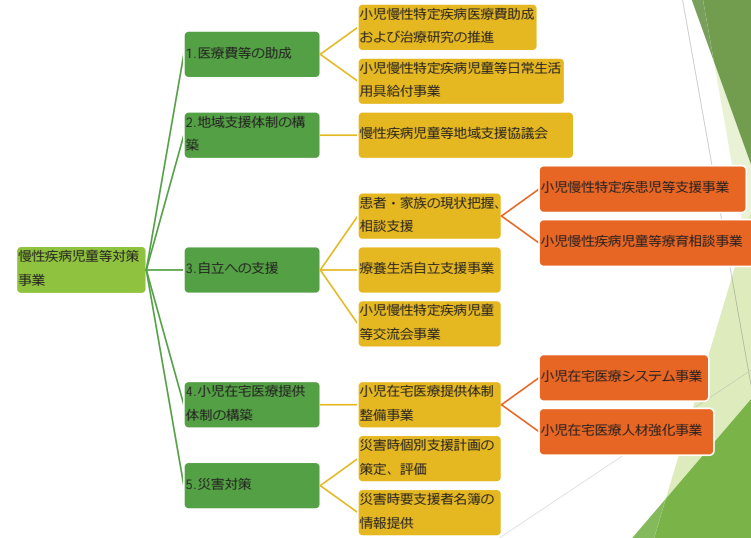 慢性疾病児童等対策
事業
1.医療費等の助成
小児慢性特定疾病医療費助成
および治療研究の推進
小児慢性特定疾病児童等日常生活
用具給付事業
2.地域支援体制の構
築
慢性疾病児童等地域支援協議会
3.自立への支援
患者・家族の現状把握、
相談支援
小児慢性特定疾患児等支援事業
小児慢性疾病児童等療育相談事業
療養生活自立支援事業
小児慢性特定疾病児童
等交流会事業
4.小児在宅医療提供
体制の構築
小児在宅医療提供体制
整備事業
小児在宅医療システム事業
小児在宅医療人材強化事業
5.災害対策
災害時個別支援計画の
策定、評価
災害時要支援者名簿の
情報提供